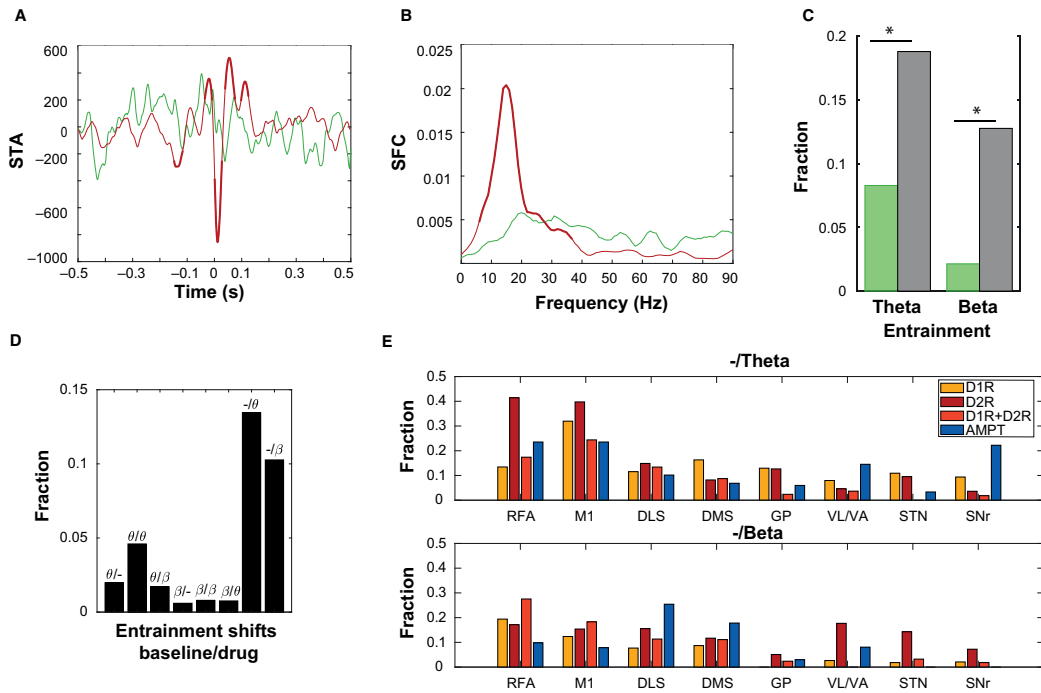 A
STA
600
200
0
−200
−600
−1000
−0.5
−0.3
−0.1
0
0.1
0.3
0.5
Time (s)
B
SFC
0.025
0.020
0.015
0.01
0.005
0
10
20
30
40
50
60
70
80
90
Frequency (Hz)
C
Fraction
0.2
0.15
0.1
0.05
0
*
*
Theta
Beta
Entrainment
D
Fraction
0.15
0.1
0.05
0
θ/-
θ/θ
θ/β
β/-
β/β
β/θ
-/θ
-/β
Entrainment shifts
baseline/drug
E
-/Theta
Fraction
0.5
0.4
0.3
0.2
0.1
0
D1R
D2R
D1R+D2R
AMPT
RFA
M1
DLS
DMS
GP
VL/VA
STN
SNr
-/Beta
Fraction
0.5
0.4
0.3
0.2
0.1
0
RFA
M1
DLS
DMS
GP
VL/VA
STN
SNr